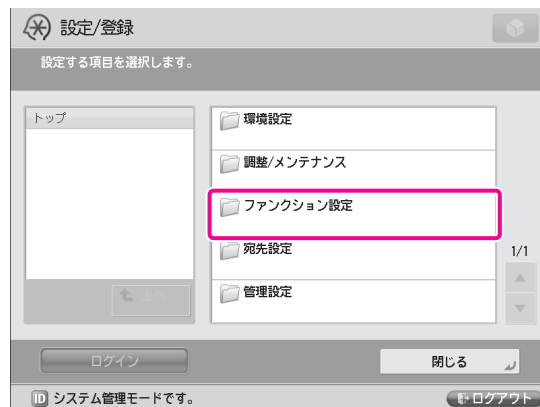 設定/登録
設定する項目を選択します。
トップ
環境設定
調整/メンテナンス
ファンクション設定
宛先設定
1/1
管理設定
上へ
ログイン
閉じる
ID システム管理モードです。
ログアウト